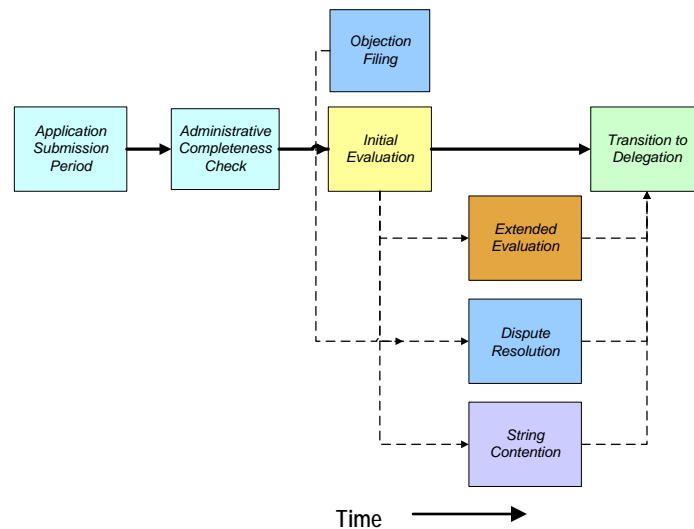 Objection
Filing
Application
Submission
Period
Administrative
Completeness
Check
Initial
Evaluation
Transition to
Delegation
Extended
Evaluation
Dispute
Resolution
String
Contention
Time